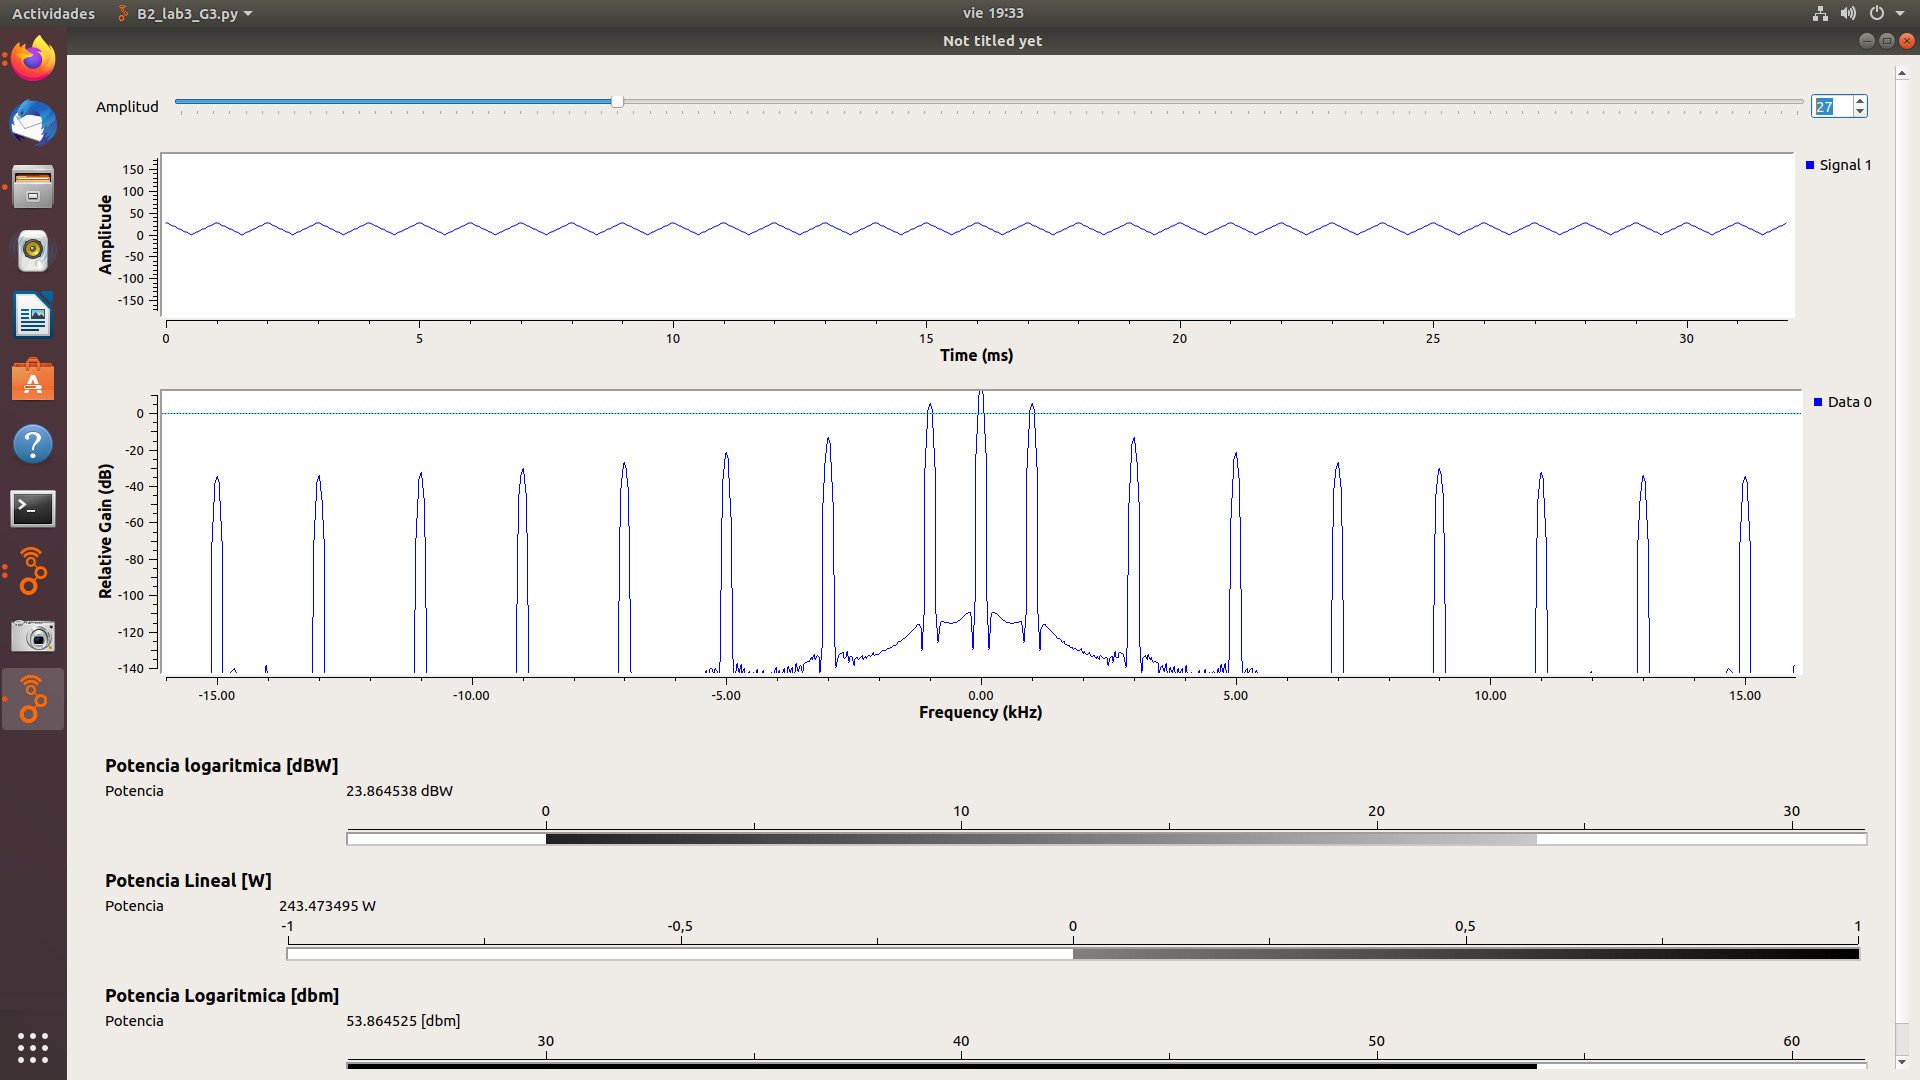 Actividades B2_lab3_G3.py vie 19:33
Not titled yet
Amplitud 27
Signal 1
Amplitude
150
100
50
0
-50
-100
-150
0 5 10 15 20 25 30
Time (ms)
Data 0
Relative Gain (dB)
0
-20
-40
-60
-80
-100
-120
-140
-15.00 -10.00 -5.00 0.00 5.00 10.00 15.00
Frequency (kHz)
Potencia logaritmica [dBW]
Potencia 23.864538 dBW
0 10 20 30
Potencia Lineal [W]
Potencia 243.473495 W
-1 -0,5 0 0,5 1
Potencia Logaritmica [dbm]
Potencia 53.864525 [dbm]
30 40 50 60